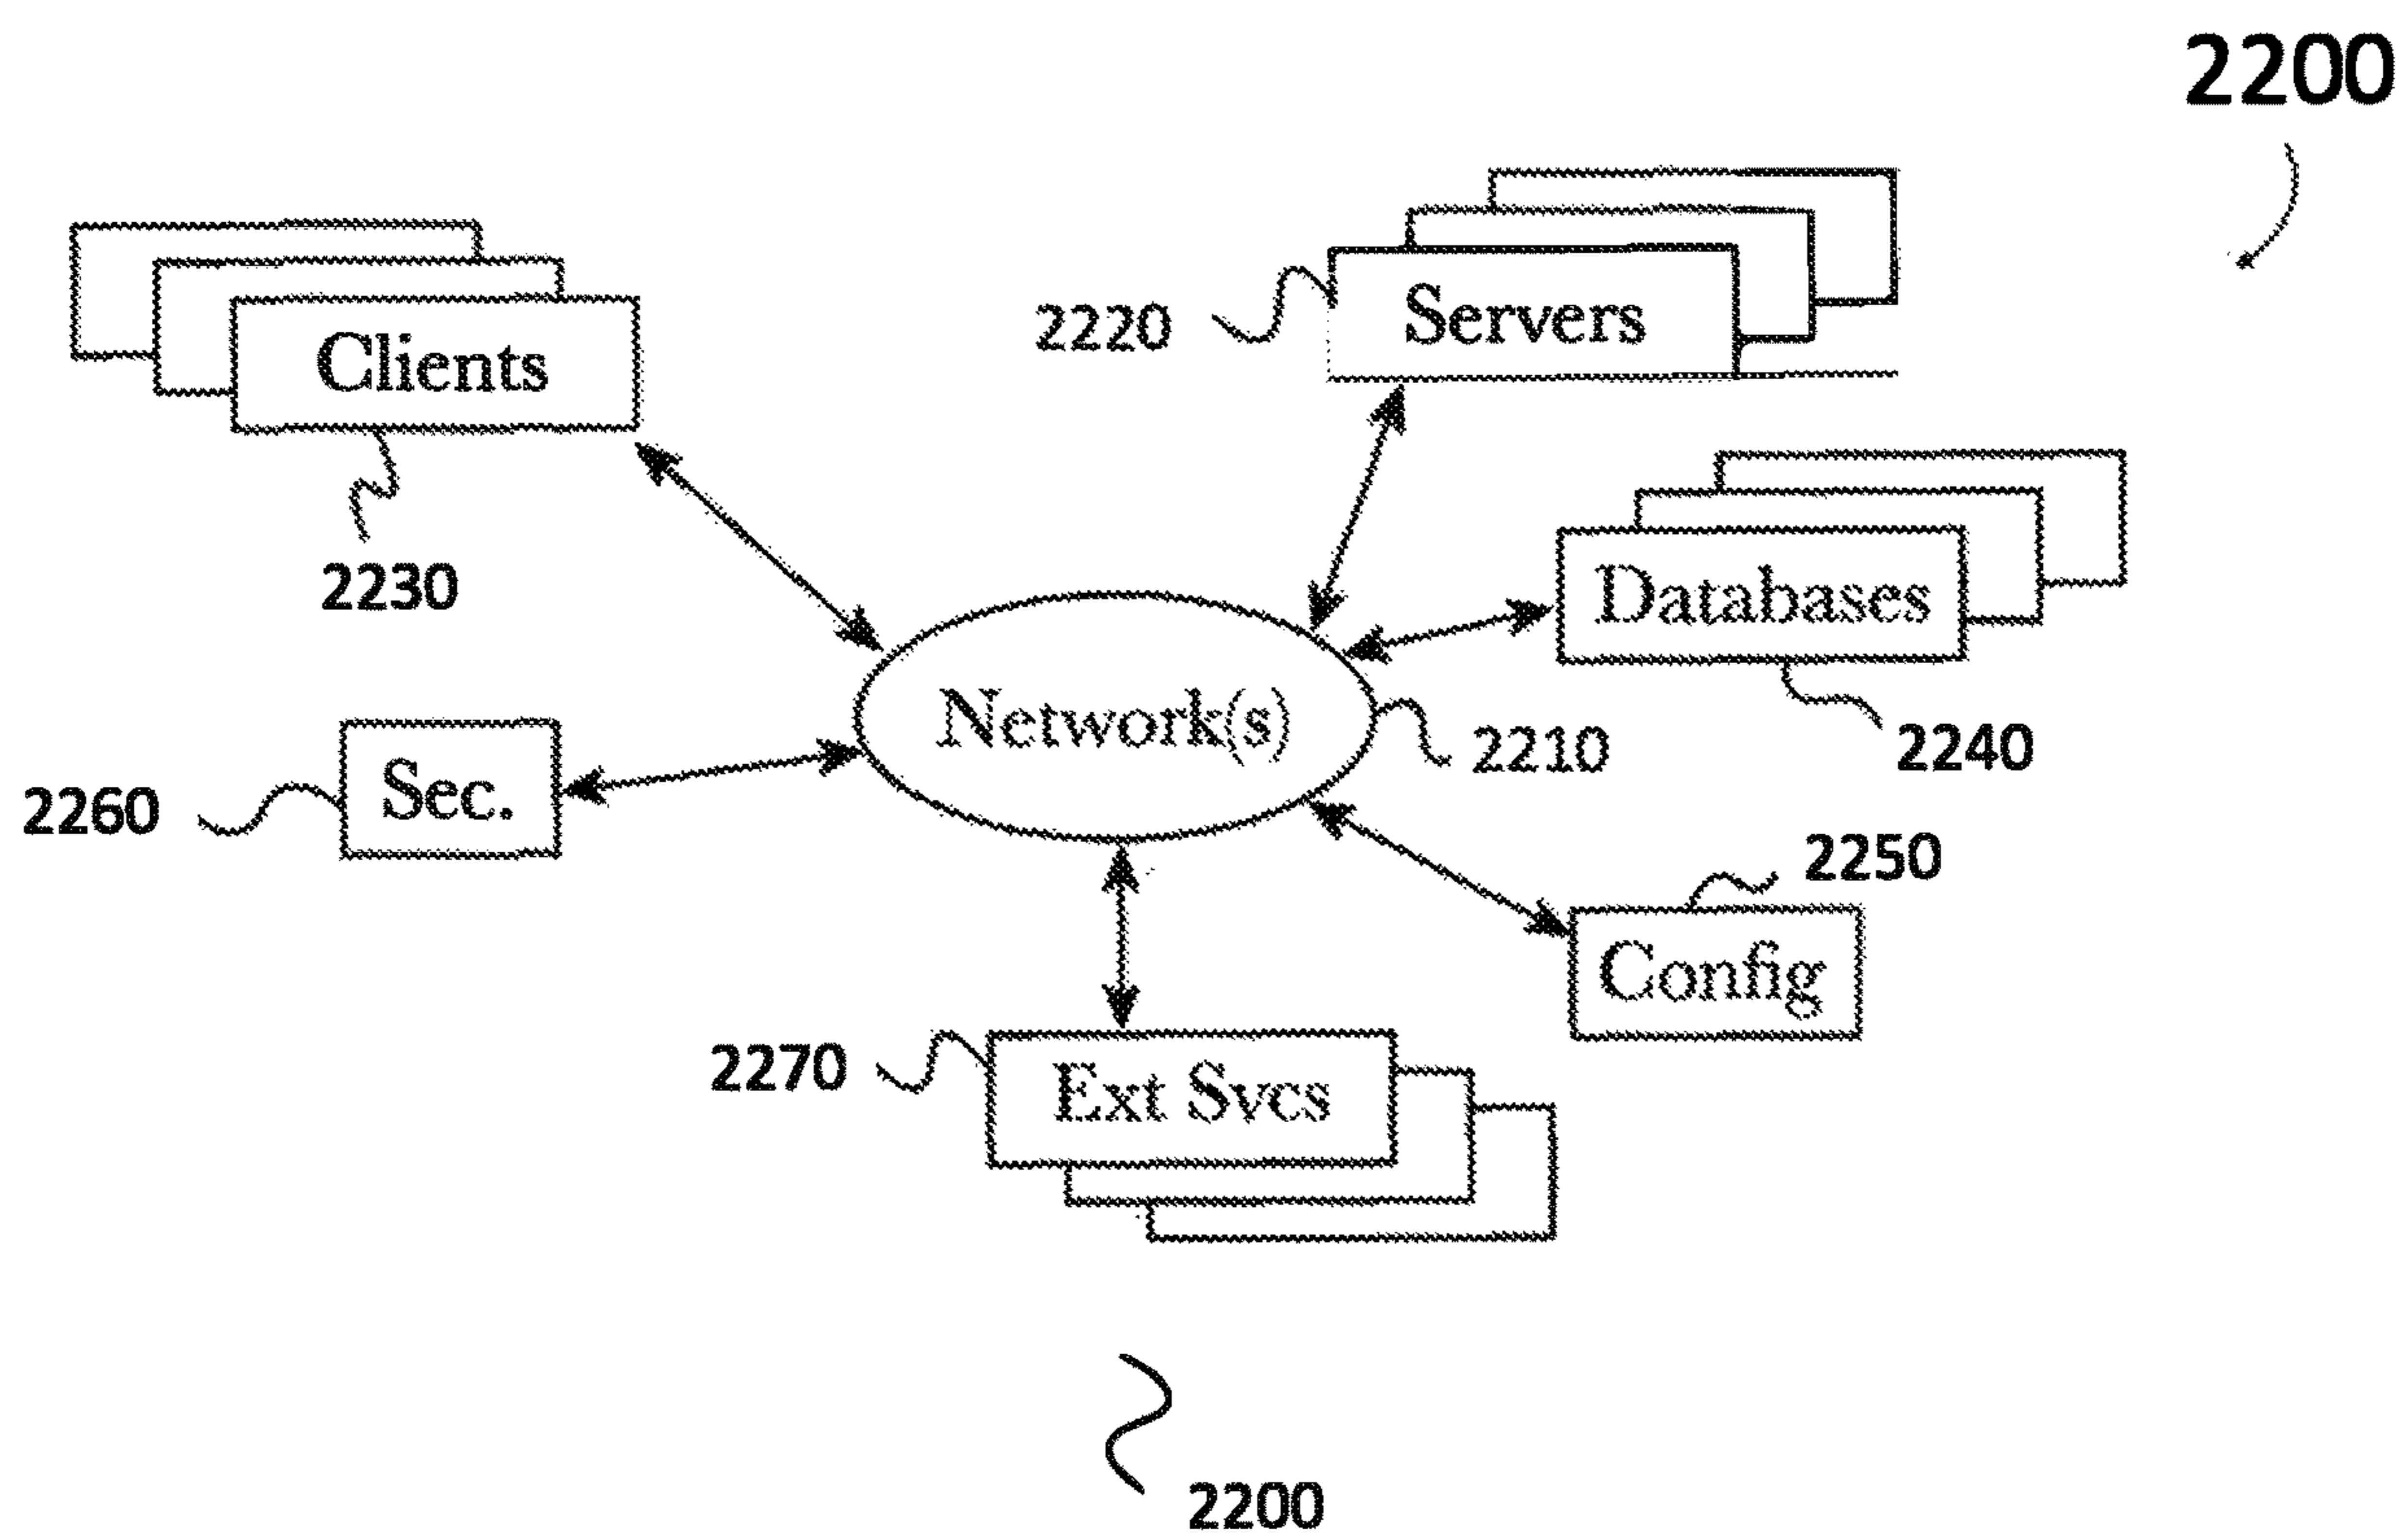 2200
Servers
2220
Clients
2230
Databases
2240
Network(s)
2210
Sec.
2260
2250
Config
2270
Ext Svcs
2200